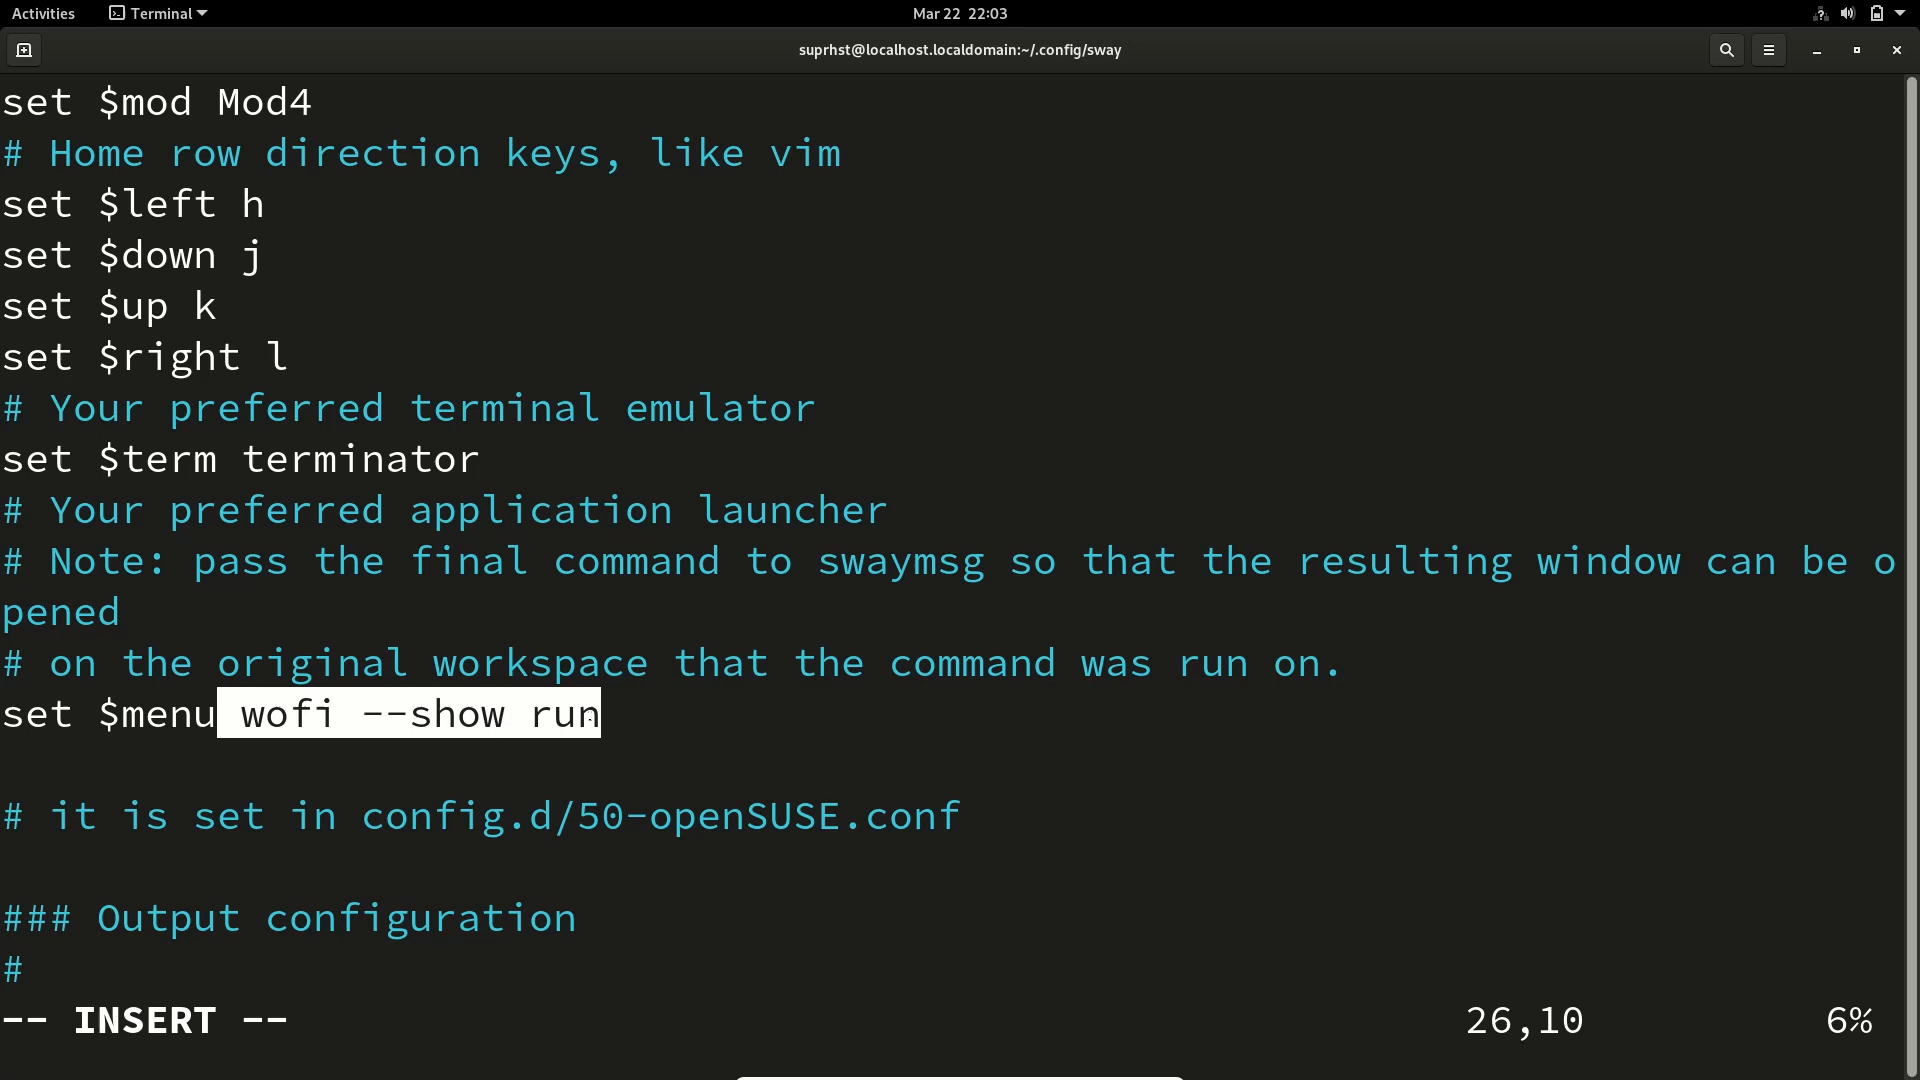 Activities Terminal Mar 22 22:03
suprhst@localhost.localdomain:~/.config/sway
set $mod Mod4
# Home row direction keys, like vim
set $left h
set $down j
set $up k
set $right l
# Your preferred terminal emulator
set $term terminator
# Your preferred application launcher
# Note: pass the final command to swaymsg so that the resulting window can be o
pened
# on the original workspace that the command was run on.
set $menu wofi --show run
# it is set in config.d/50-openSUSE.conf
### Output configuration
#
-- INSERT -- 26,10 6%